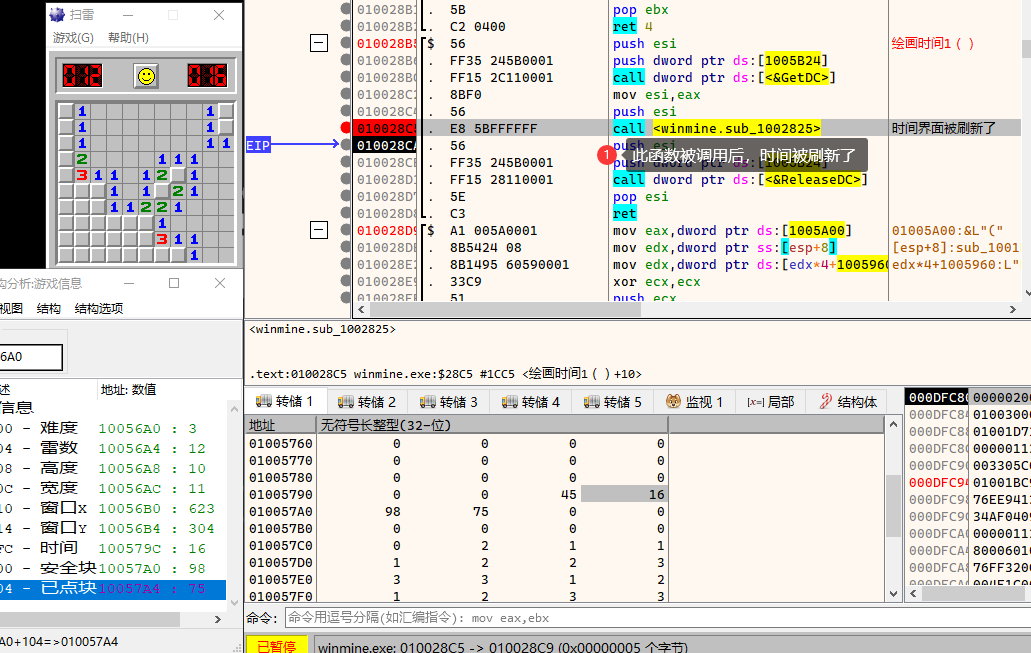 扫雷
游戏(G) 帮助(H)
012 016
1 1
1 1
1 1 1
2 1 1 1
3 1 1 1 2 1
1 1 2 1
1 1 2 2 1
1
3 1 1
1
构分析:游戏信息
视图 结构 结构选项
6A0
述 地址: 数值
信息
00 - 难度 10056A0 : 3
04 - 雷数 10056A4 : 12
08 - 高度 10056A8 : 10
0C - 宽度 10056AC : 11
10 - 窗口X 10056B0 : 623
14 - 窗口Y 10056B4 : 304
FC - 时间 100579C : 16
00 - 安全块 10057A0 : 98
04 - 已点块 10057A4 : 75
A0+104=>010057A4
EIP
010028B1 . 5B pop ebx
010028B2 . C2 0400 ret 4
010028B5 $ 56 push esi 绘画时间1（）
010028B6 . FF35 245B0001 push dword ptr ds:[1005B24]
010028BC . FF15 2C110001 call dword ptr ds:[<&GetDC>]
010028C2 . 8BF0 mov esi,eax
010028C4 . 56 push esi
010028C5 . E8 5BFFFFFF call <winmine.sub_1002825> 时间界面被刷新了
010028CA . 56 push esi
1 此函数被调用后，时间被刷新了
010028CB . FF35 245B0001 push dword ptr ds:[1005B24]
010028D1 . FF15 28110001 call dword ptr ds:[<&ReleaseDC>]
010028D7 . 5E pop esi
010028D8 . C3 ret
010028D9 $ A1 005A0001 mov eax,dword ptr ds:[1005A00] 01005A00:&L"("
010028DE . 8B5424 08 mov edx,dword ptr ss:[esp+8] [esp+8]:sub_1001
010028E2 . 8B1495 60590001 mov edx,dword ptr ds:[edx*4+1005960 edx*4+1005960:L"
010028E9 . 33C9 xor ecx,ecx
010028EB . 51 push ecx
<winmine.sub_1002825>
.text:010028C5 winmine.exe:$28C5 #1CC5 <绘画时间1（）+10>
转储 1 转储 2 转储 3 转储 4 转储 5 监视 1 [x=] 局部 结构体
地址 无符号长整型(32-位)
01005760 0 0 0 0
01005770 0 0 0 0
01005780 0 0 0 0
01005790 0 0 45 16
010057A0 98 75 0 0
010057B0 0 0 0 0
010057C0 0 2 1 1
010057D0 1 2 2 3
010057E0 3 3 1 2
010057F0 1 2 3 3
000DFC80 00000200
000DFC84 01003000
000DFC88 01001D71
000DFC8C 0000011
000DFC90 003305C
000DFC94 01001BC9
000DFC98 76EE941
000DFC9C 34AF040
000DFCA0 0000011
000DFCA4 8000601
000DFCA8 76FF320
命令: 命令用逗号分隔(如汇编指令): mov eax,ebx
已暂停 winmine.exe: 010028C5 -> 010028C9 (0x00000005 个字节)